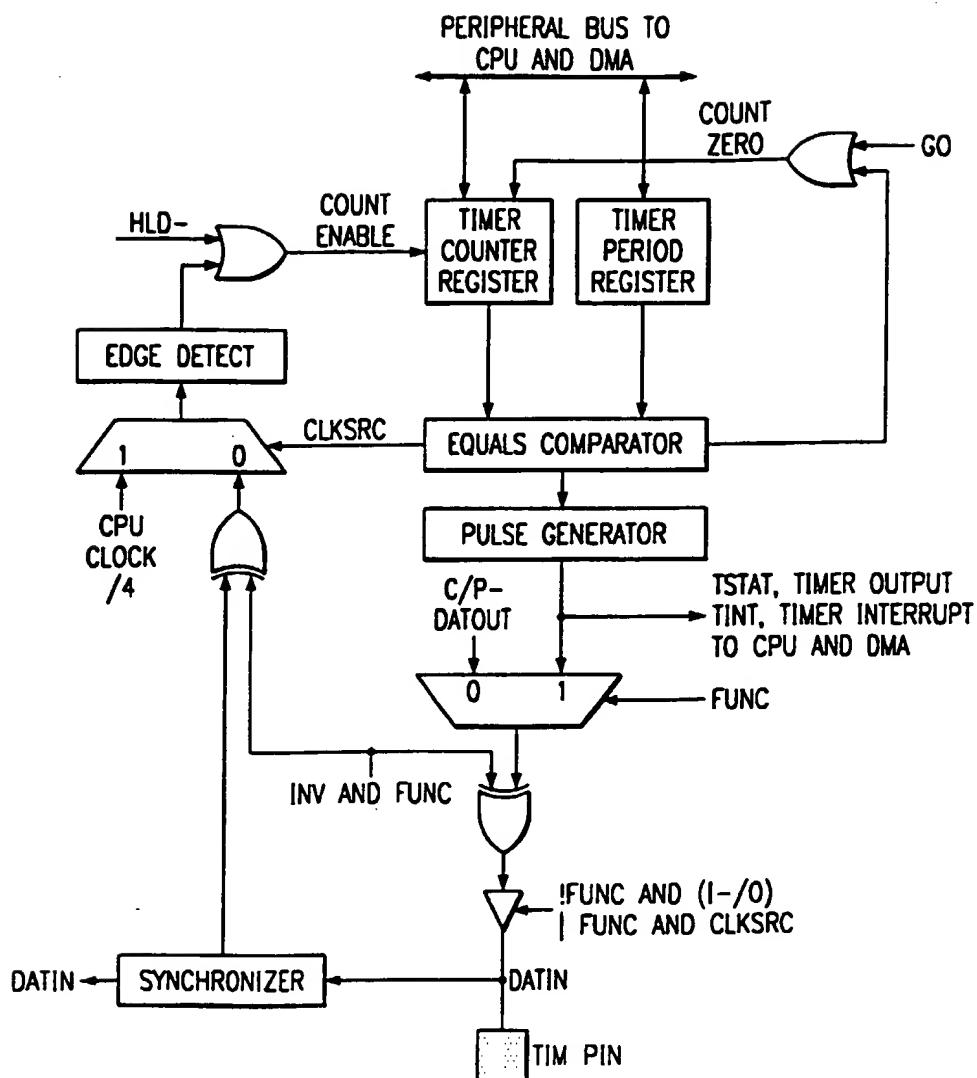 PERIPHERAL BUS TO
CPU AND DMA
COUNT
ZERO
GO
HLD-
COUNT
ENABLE
TIMER
COUNTER
REGISTER
TIMER
PERIOD
REGISTER
EDGE DETECT
CLKSRC
EQUALS COMPARATOR
1
0
CPU
CLOCK
/4
PULSE GENERATOR
C/P-
DATOUT
TSTAT, TIMER OUTPUT
TINT, TIMER INTERRUPT
TO CPU AND DMA
0
1
FUNC
INV AND FUNC
!FUNC AND (I-/O)
| FUNC AND CLKSRC
DATIN
SYNCHRONIZER
DATIN
TIM PIN